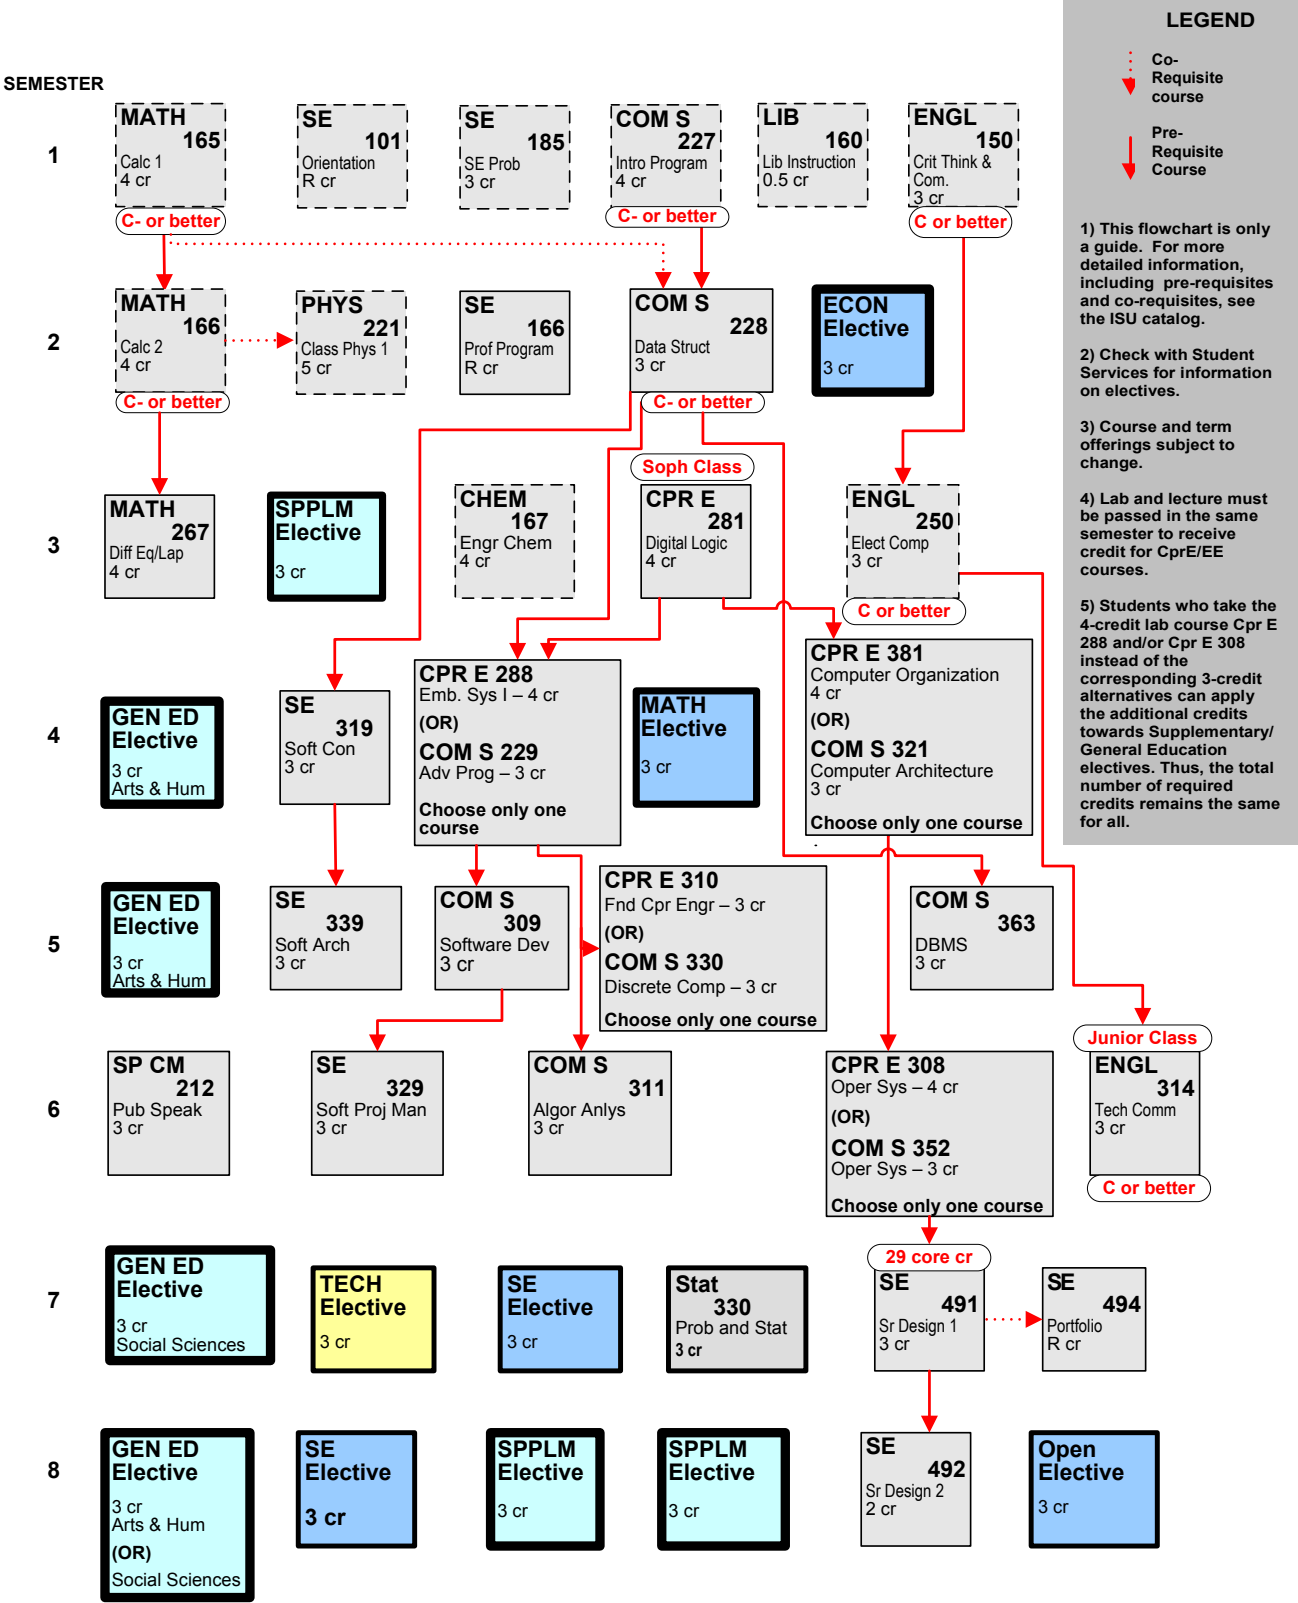 LEGEND
Co-
Requisite
course
Pre-
Requisite
Course
1) This flowchart is only
a guide. For more
detailed information,
including pre-requisites
and co-requisites, see
the ISU catalog.
2) Check with Student
Services for information
on electives.
3) Course and term
offerings subject to
change.
4) Lab and lecture must
be passed in the same
semester to receive
credit for CprE/EE
courses.
5) Students who take the
4-credit lab course Cpr E
288 and/or Cpr E 308
instead of the
corresponding 3-credit
alternatives can apply
the additional credits
towards Supplementary/
General Education
electives. Thus, the total
number of required
credits remains the same
for all.
SEMESTER
1
MATH
165
Calc 1
4 cr
C- or better
SE
101
Orientation
R cr
SE
185
SE Prob
3 cr
COM S
227
Intro Program
4 cr
C- or better
LIB
160
Lib Instruction
0.5 cr
ENGL
150
Crit Think &
Com.
3 cr
C or better
2
MATH
166
Calc 2
4 cr
C- or better
PHYS
221
Class Phys 1
5 cr
SE
166
Prof Program
R cr
COM S
228
Data Struct
3 cr
C- or better
ECON
Elective
3 cr
3
MATH
267
Diff Eq/Lap
4 cr
SPPLM
Elective
3 cr
CHEM
167
Engr Chem
4 cr
Soph Class
CPR E
281
Digital Logic
4 cr
ENGL
250
Elect Comp
3 cr
C or better
4
GEN ED
Elective
3 cr
Arts & Hum
SE
319
Soft Con
3 cr
CPR E 288
Emb. Sys I – 4 cr
(OR)
COM S 229
Adv Prog – 3 cr
Choose only one
course
MATH
Elective
3 cr
CPR E 381
Computer Organization
4 cr
(OR)
COM S 321
Computer Architecture
3 cr
Choose only one course
5
GEN ED
Elective
3 cr
Arts & Hum
SE
339
Soft Arch
3 cr
COM S
309
Software Dev
3 cr
CPR E 310
Fnd Cpr Engr – 3 cr
(OR)
COM S 330
Discrete Comp – 3 cr
Choose only one course
COM S
363
DBMS
3 cr
6
SP CM
212
Pub Speak
3 cr
SE
329
Soft Proj Man
3 cr
COM S
311
Algor Anlys
3 cr
CPR E 308
Oper Sys – 4 cr
(OR)
COM S 352
Oper Sys – 3 cr
Choose only one course
Junior Class
ENGL
314
Tech Comm
3 cr
C or better
7
GEN ED
Elective
3 cr
Social Sciences
TECH
Elective
3 cr
SE
Elective
3 cr
Stat
330
Prob and Stat
3 cr
29 core cr
SE
491
Sr Design 1
3 cr
SE
494
Portfolio
R cr
8
GEN ED
Elective
3 cr
Arts & Hum
(OR)
Social Sciences
SE
Elective
3 cr
SPPLM
Elective
3 cr
SPPLM
Elective
3 cr
SE
492
Sr Design 2
2 cr
Open
Elective
3 cr